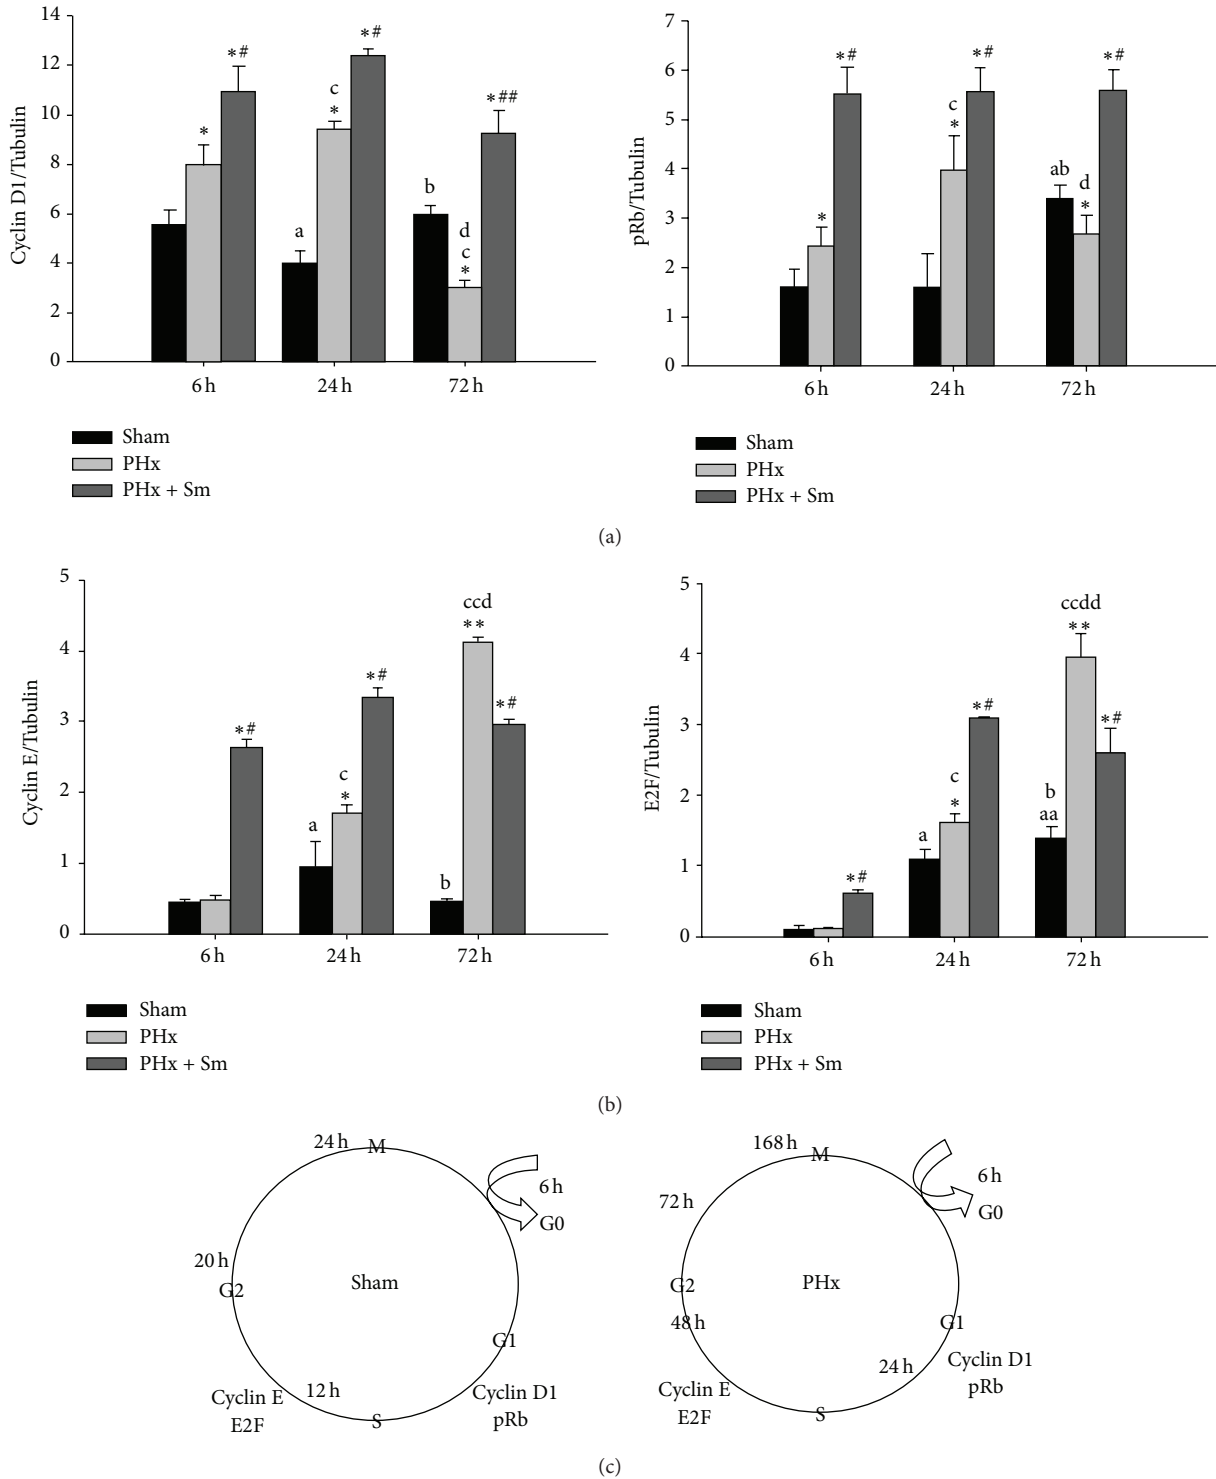 14
12
10
8
6
4
2
0
Cyclin D1/Tubulin
*#
*
*#
c
*
a
*##
b
d
c
*
6 h
24 h
72 h
Sham
PHx
PHx + Sm
7
6
5
4
3
2
1
0
pRb/Tubulin
*#
*
*#
c
*
*#
ab
d
*
6 h
24 h
72 h
Sham
PHx
PHx + Sm
(a)
5
4
3
2
1
0
Cyclin E/Tubulin
*#
*#
c
*
a
ccd
**
*#
b
6 h
24 h
72 h
Sham
PHx
PHx + Sm
5
4
3
2
1
0
E2F/Tubulin
*#
*#
c
*
a
ccdd
**
*#
b
aa
6 h
24 h
72 h
Sham
PHx
PHx + Sm
(b)
24 h
M
6 h
G0
20 h
G2
Sham
G1
Cyclin E
E2F
12 h
S
Cyclin D1
pRb
168 h
M
6 h
G0
72 h
G2
PHx
48 h
G1
24 h
Cyclin D1
pRb
Cyclin E
E2F
S
(c)